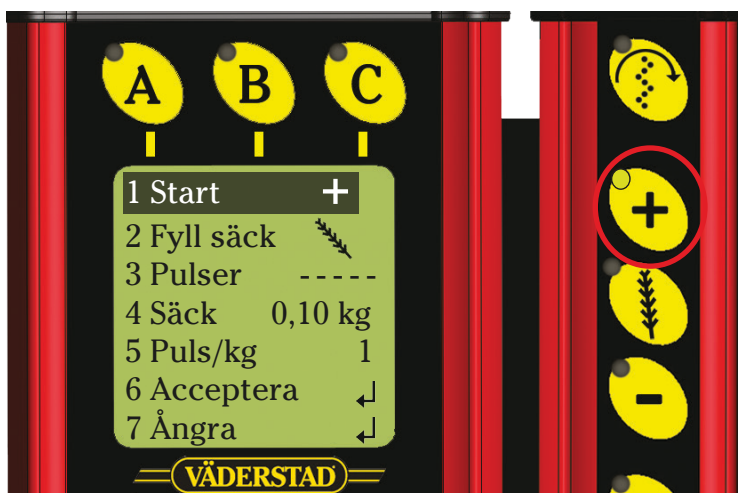 A B C
1 Start +
2 Fyll säck
3 Pulser - - - - -
4 Säck 0,10 kg
5 Puls/kg 1
6 Acceptera ↲
7 Ångra ↲
VÄDERSTAD
+
-